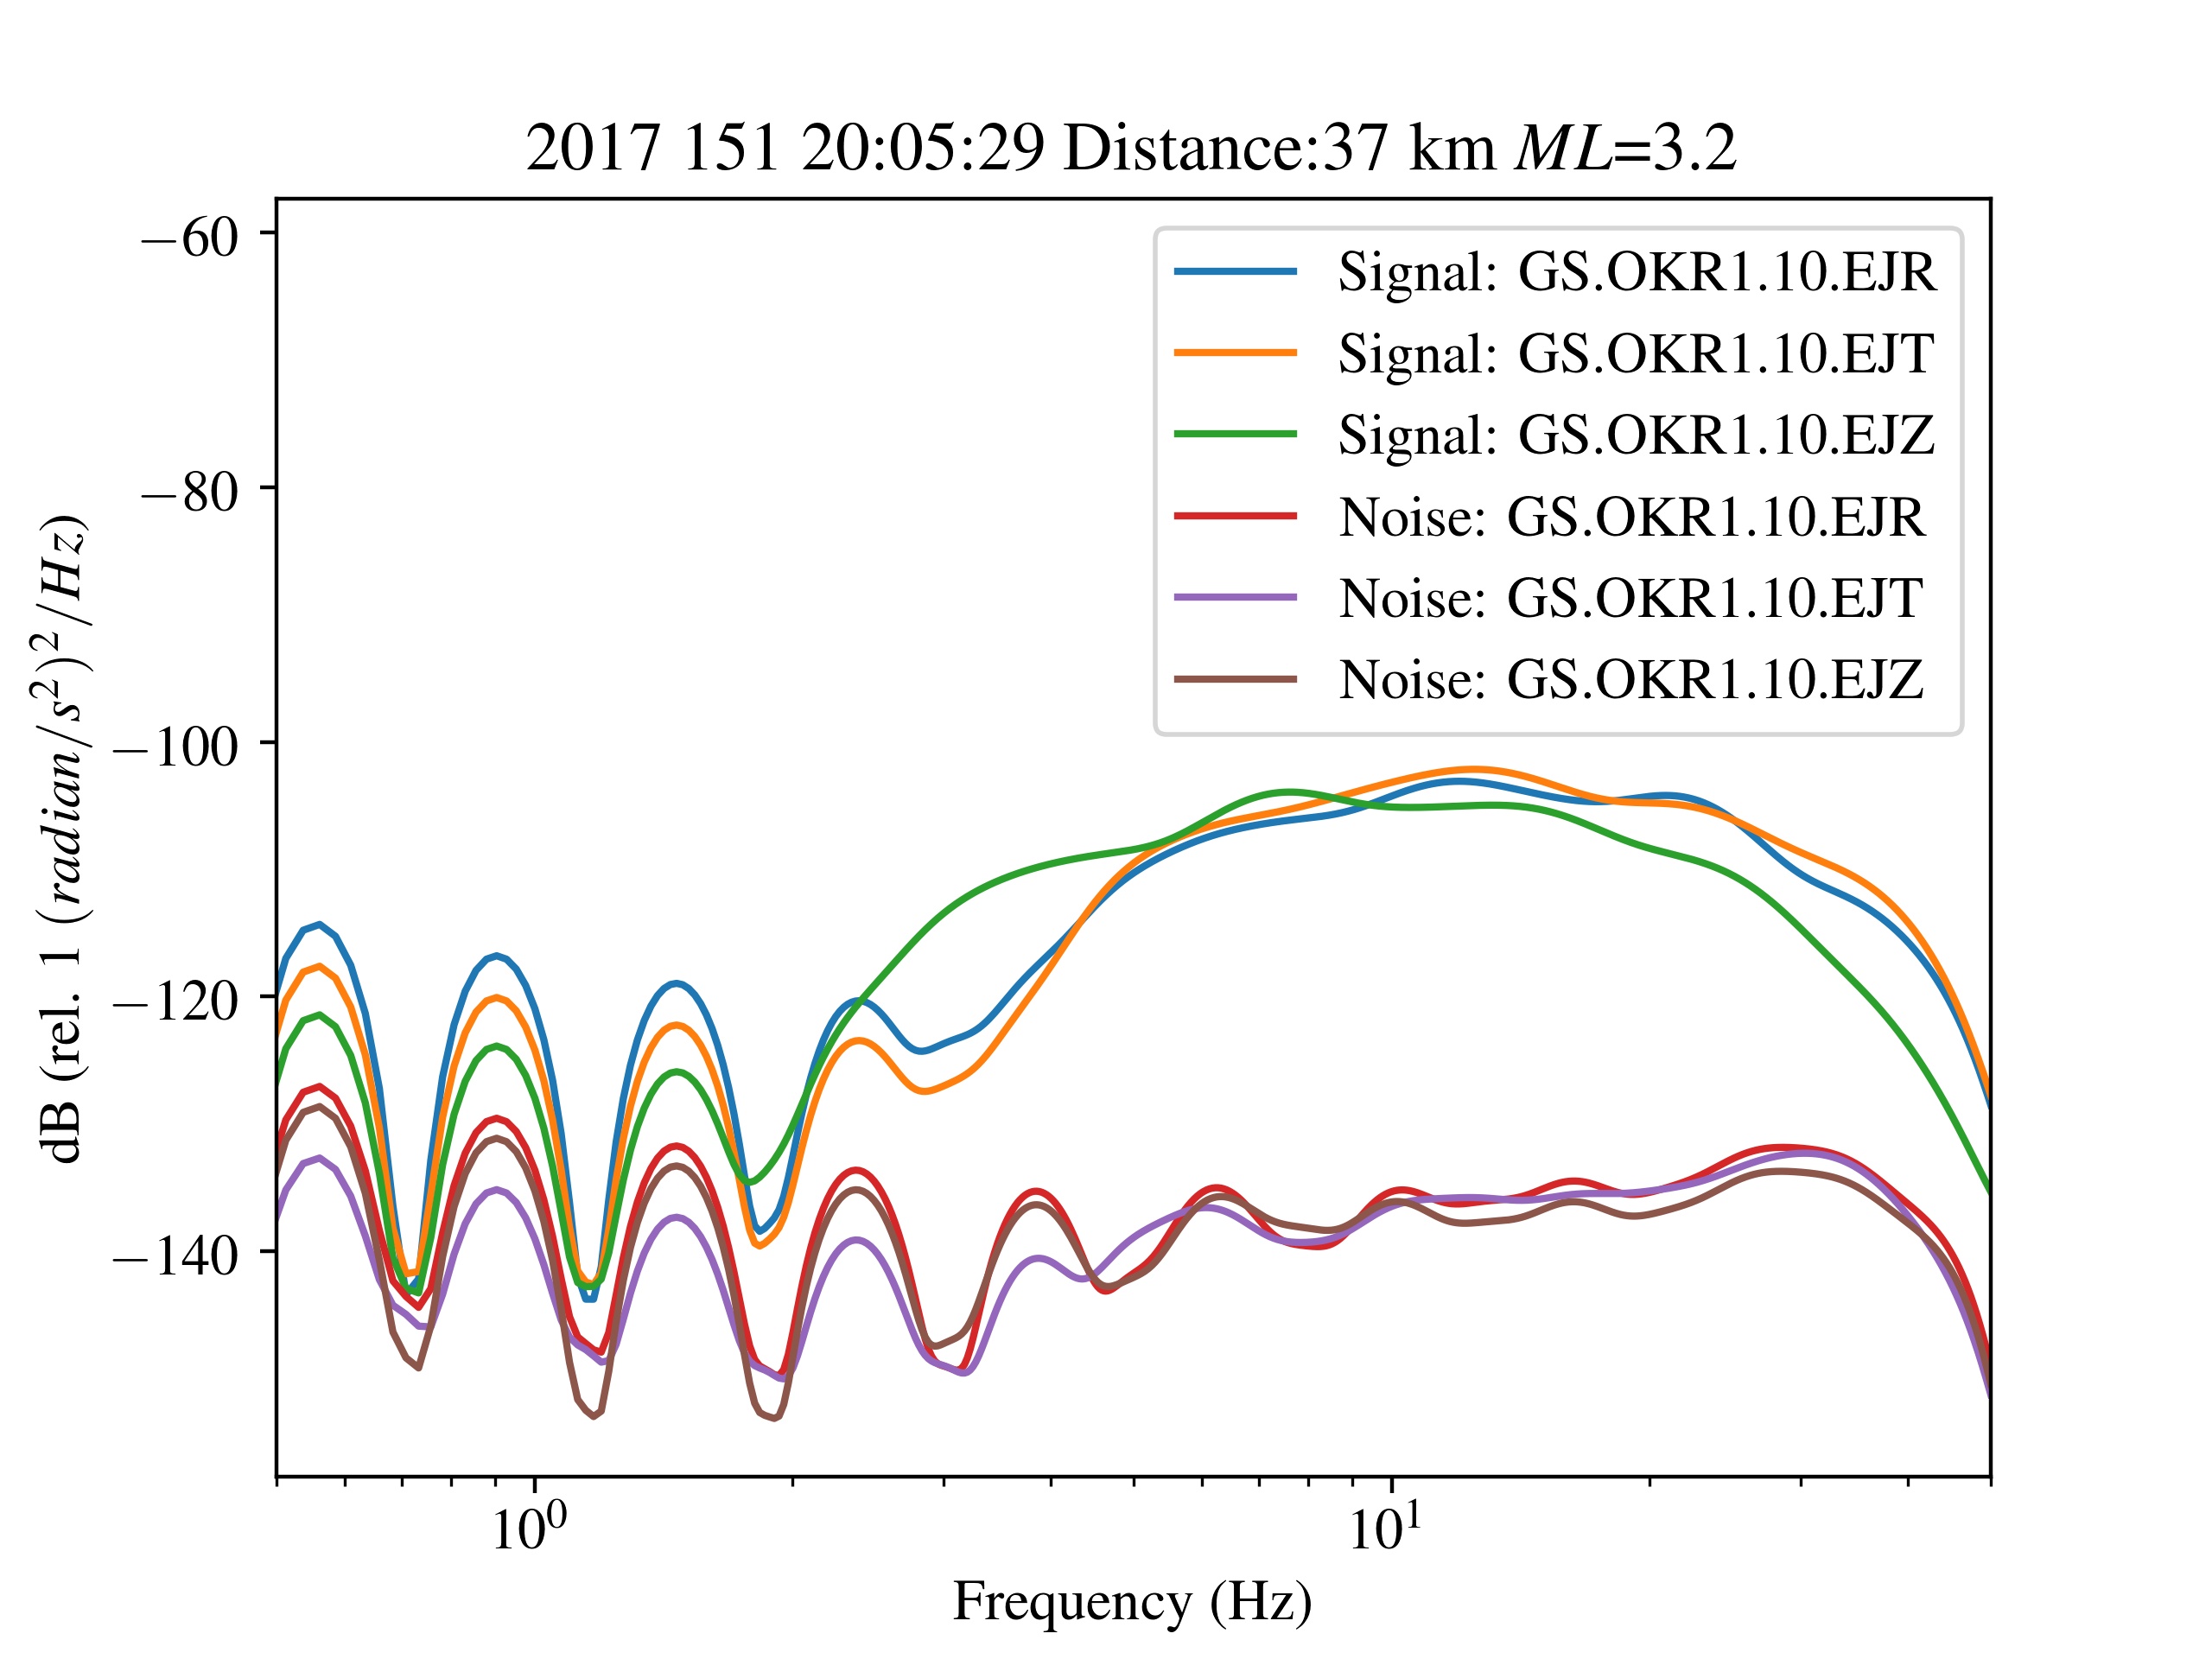 2017 151 20:05:29 Distance:37 km ML=3.2
−60
−80
−100
−120
−140
dB (rel. 1 (radian/s²)²/Hz)
Signal: GS.OKR1.10.EJR
Signal: GS.OKR1.10.EJT
Signal: GS.OKR1.10.EJZ
Noise: GS.OKR1.10.EJR
Noise: GS.OKR1.10.EJT
Noise: GS.OKR1.10.EJZ
10⁰ 10¹
Frequency (Hz)